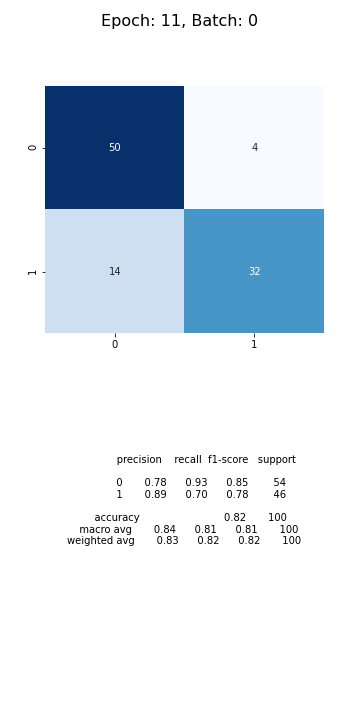 Epoch: 11, Batch: 0
0 50 4
1 14 32
0 1
precision recall f1-score support
0 0.78 0.93 0.85 54
1 0.89 0.70 0.78 46
accuracy 0.82 100
macro avg 0.84 0.81 0.81 100
weighted avg 0.83 0.82 0.82 100